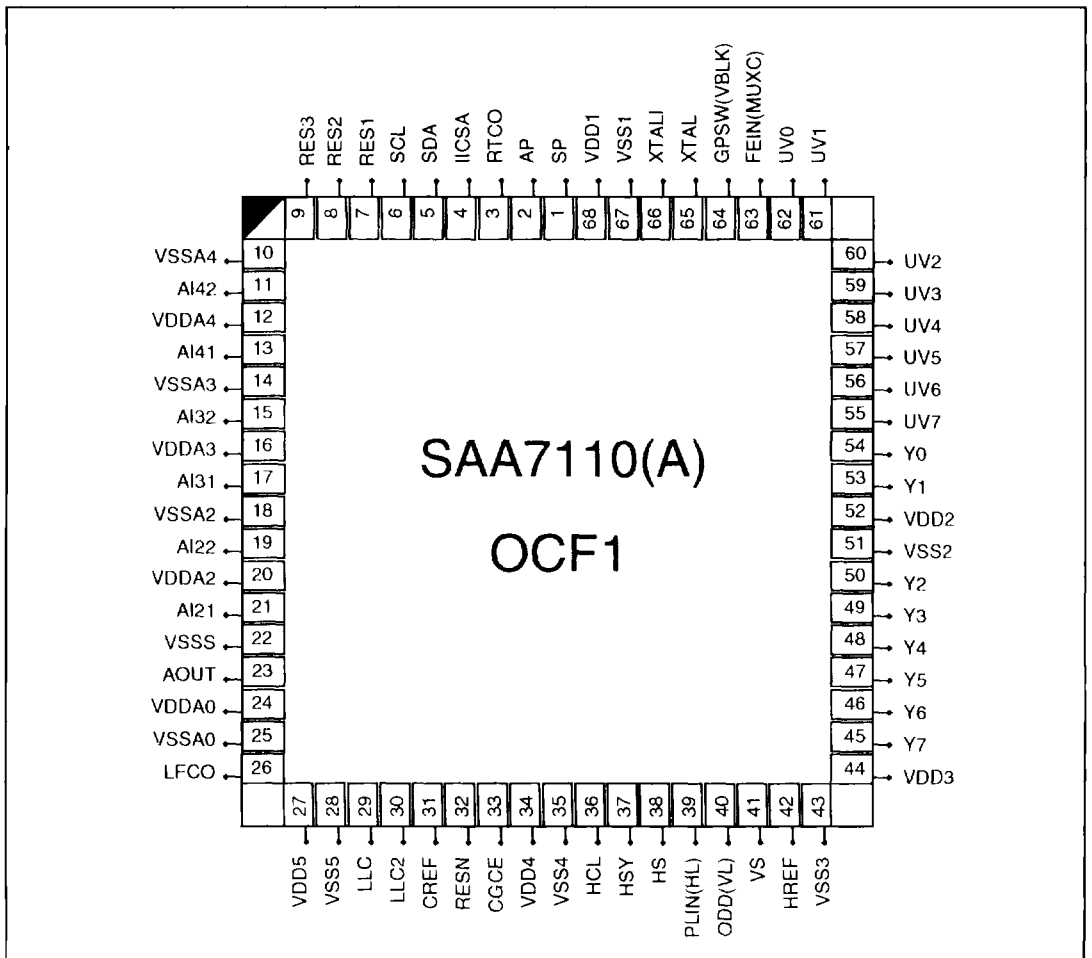 RES3 RES2 RES1 SCL SDA IICSA RTCO AP SP VDD1 VSS1 XTALI XTAL GPSW(VBLK) FEIN(MUXC) UV0 UV1
9 8 7 6 5 4 3 2 1 68 67 66 65 64 63 62 61
VSSA4 10
AI42 11
VDDA4 12
AI41 13
VSSA3 14
AI32 15
VDDA3 16
AI31 17
VSSA2 18
AI22 19
VDDA2 20
AI21 21
VSSS 22
AOUT 23
VDDA0 24
VSSA0 25
LFCO 26
SAA7110(A)
OCF1
60 UV2
59 UV3
58 UV4
57 UV5
56 UV6
55 UV7
54 Y0
53 Y1
52 VDD2
51 VSS2
50 Y2
49 Y3
48 Y4
47 Y5
46 Y6
45 Y7
44 VDD3
27 28 29 30 31 32 33 34 35 36 37 38 39 40 41 42 43
VDD5 VSS5 LLC LLC2 CREF RESN CGCE VDD4 VSS4 HCL HSY HS PLIN(HL) ODD(VL) VS HREF VSS3